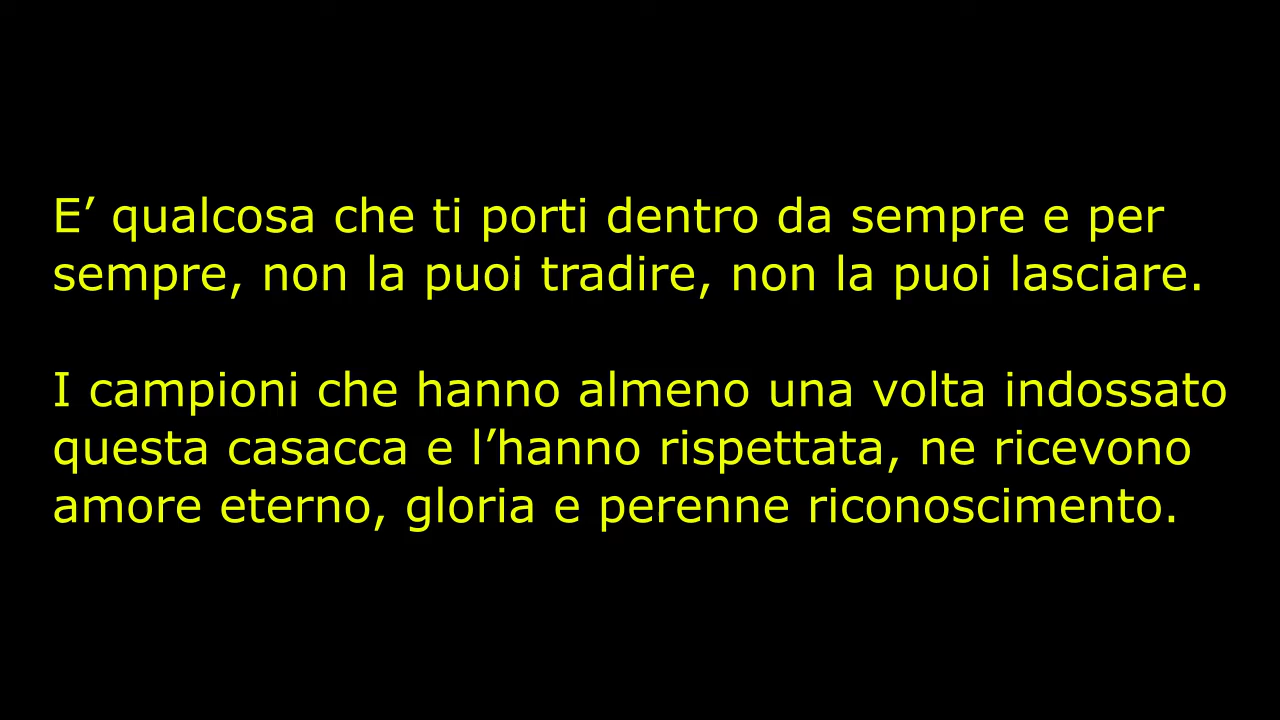 E’ qualcosa che ti porti dentro da sempre e per
sempre, non la puoi tradire, non la puoi lasciare.
I campioni che hanno almeno una volta indossato
questa casacca e l’hanno rispettata, ne ricevono
amore eterno, gloria e perenne riconoscimento.